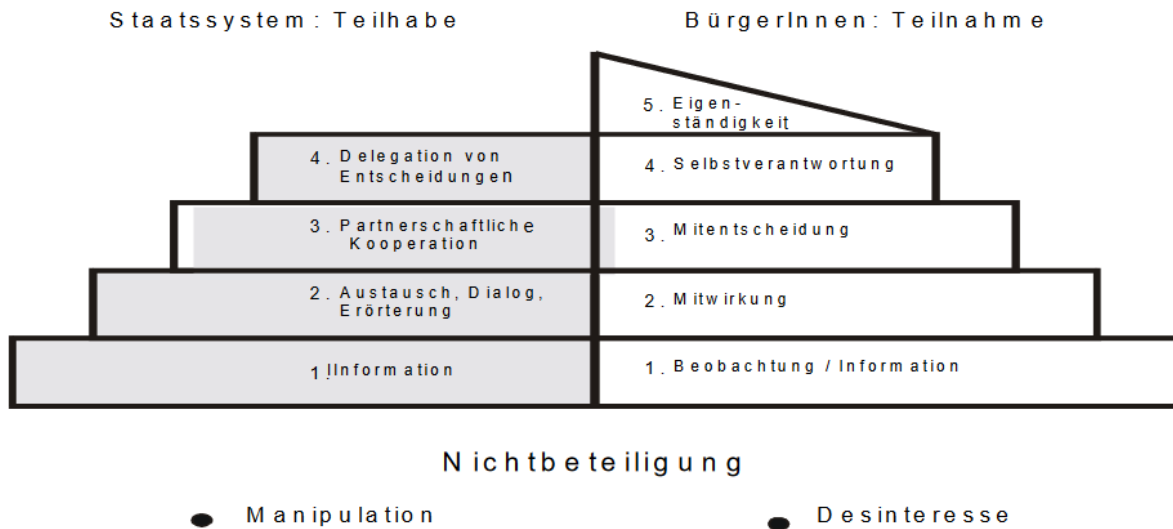 Staatssystem: Teilhabe
BürgerInnen: Teilnahme
5. Eigen-
ständigkeit
4. Delegation von
Entscheidungen
4. Selbstverantwortung
3. Partnerschaftliche
Kooperation
3. Mitentscheidung
2. Austausch, Dialog,
Erörterung
2. Mitwirkung
1. Information
1. Beobachtung / Information
Nichtbeteiligung
● Manipulation
● Desinteresse